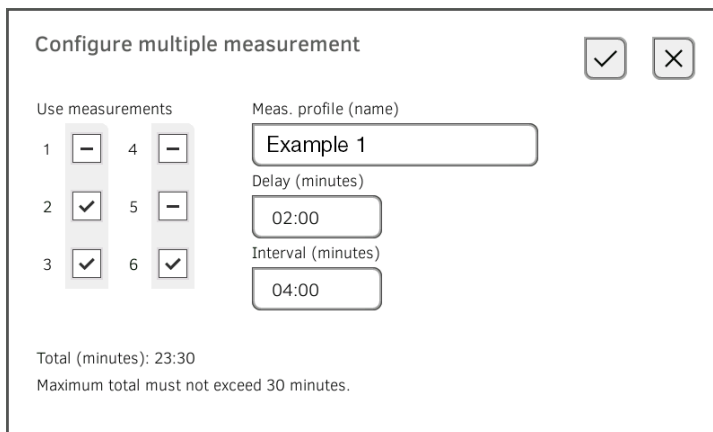 Configure multiple measurement
Use measurements
1
4
2
5
3
6
Meas. profile (name)
Example 1
Delay (minutes)
02:00
Interval (minutes)
04:00
Total (minutes): 23:30
Maximum total must not exceed 30 minutes.